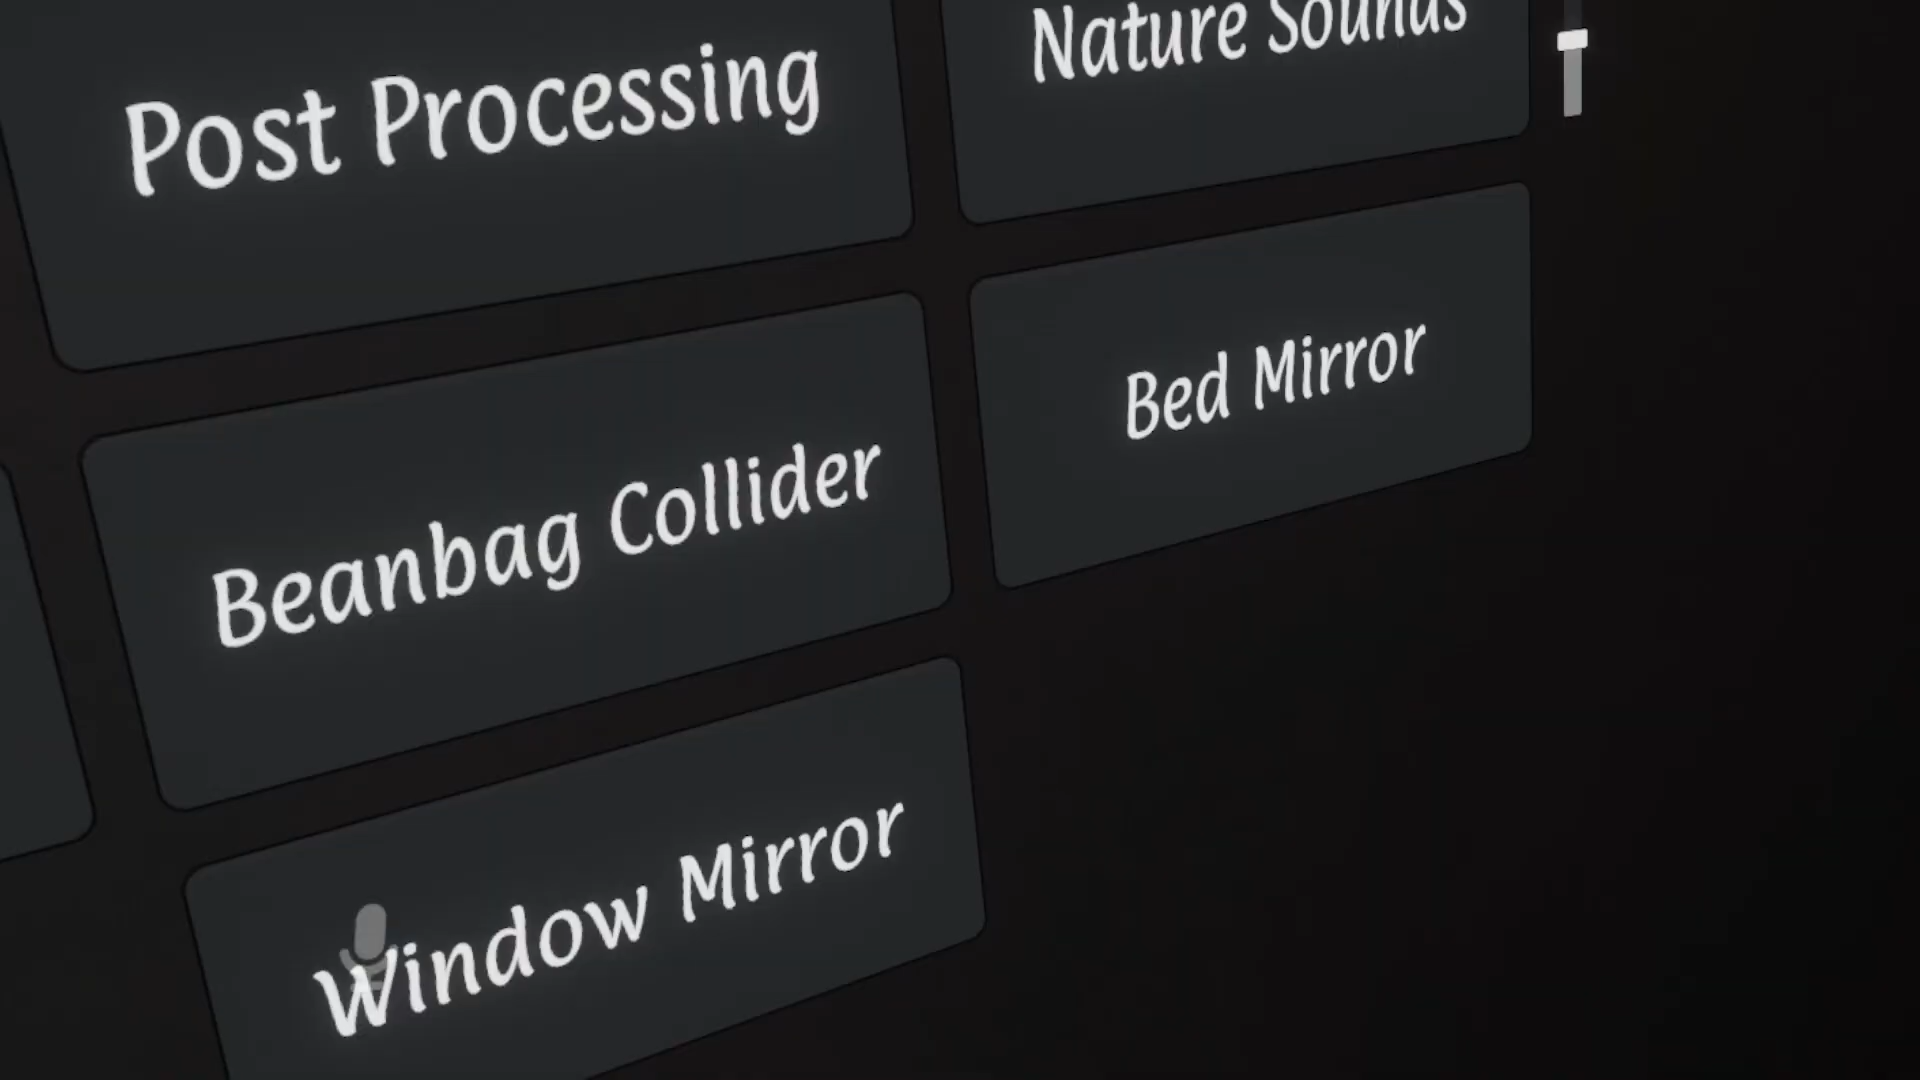 Post Processing
Nature Sounds
Beanbag Collider
Bed Mirror
Window Mirror